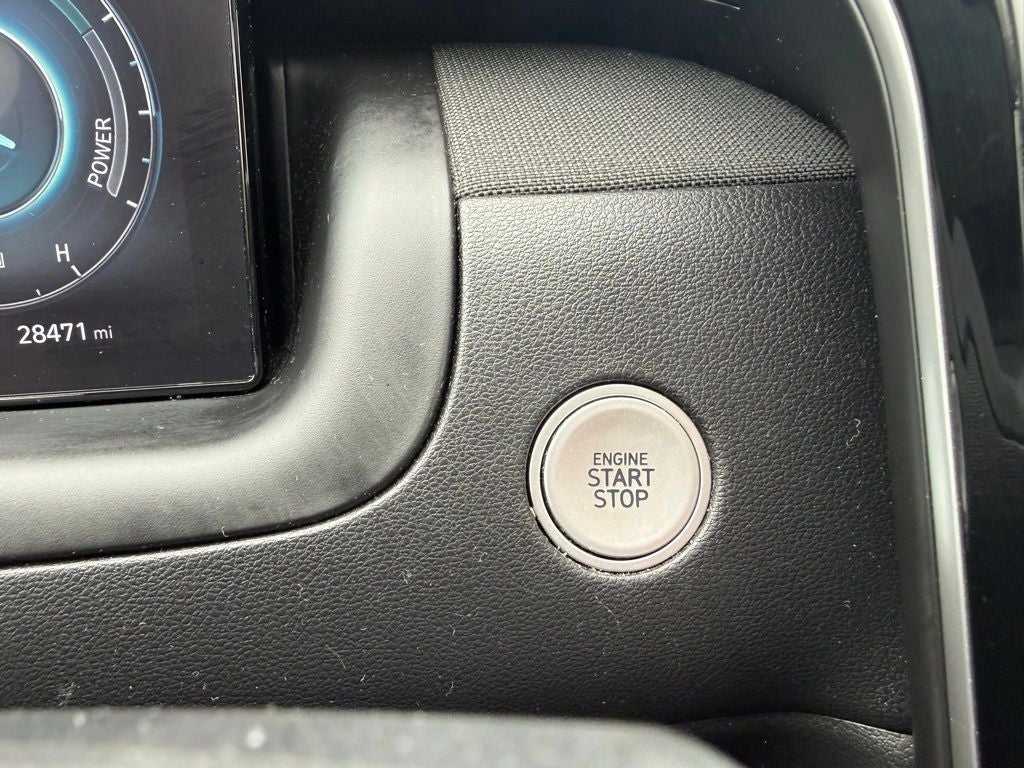 POWER
H
28471 mi
ENGINE
START
STOP